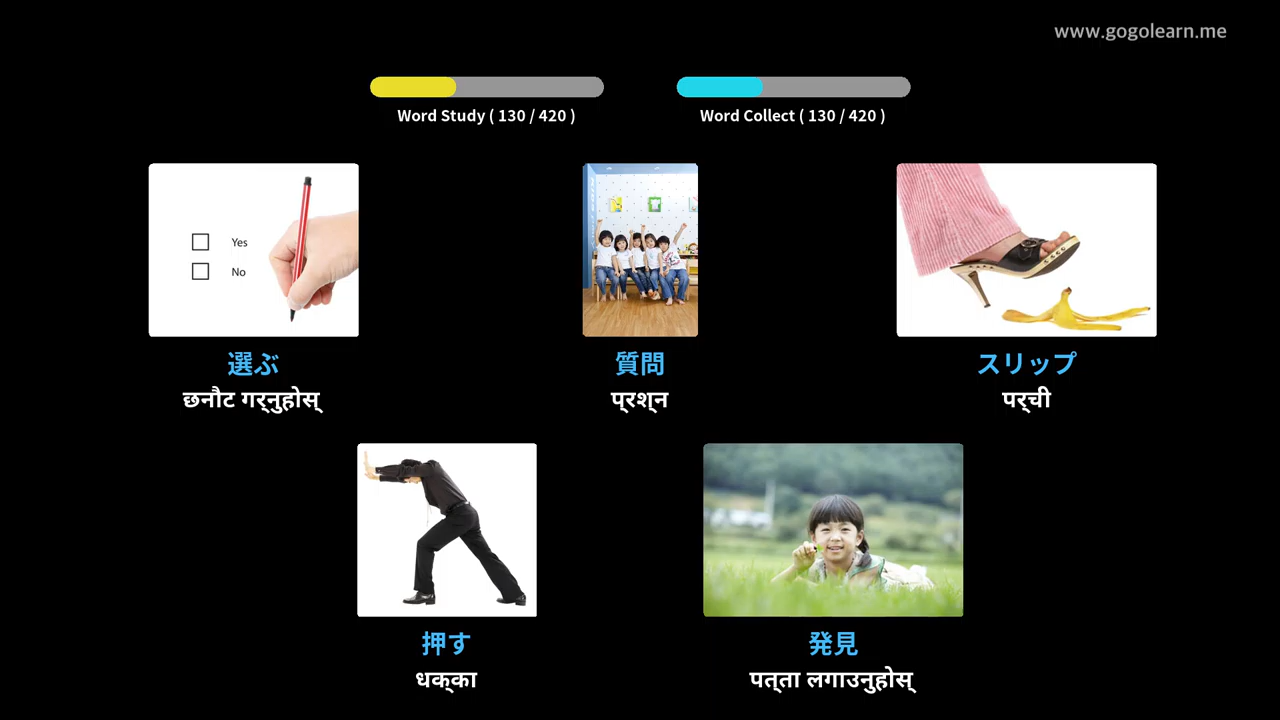 www.gogolearn.me
Word Study ( 130 / 420 )
Word Collect ( 130 / 420 )
Yes
No
選ぶ
छनौट गर्नुहोस्
質問
प्रश्न
スリップ
पर्ची
押す
धक्का
発見
पत्ता लगाउनुहोस्